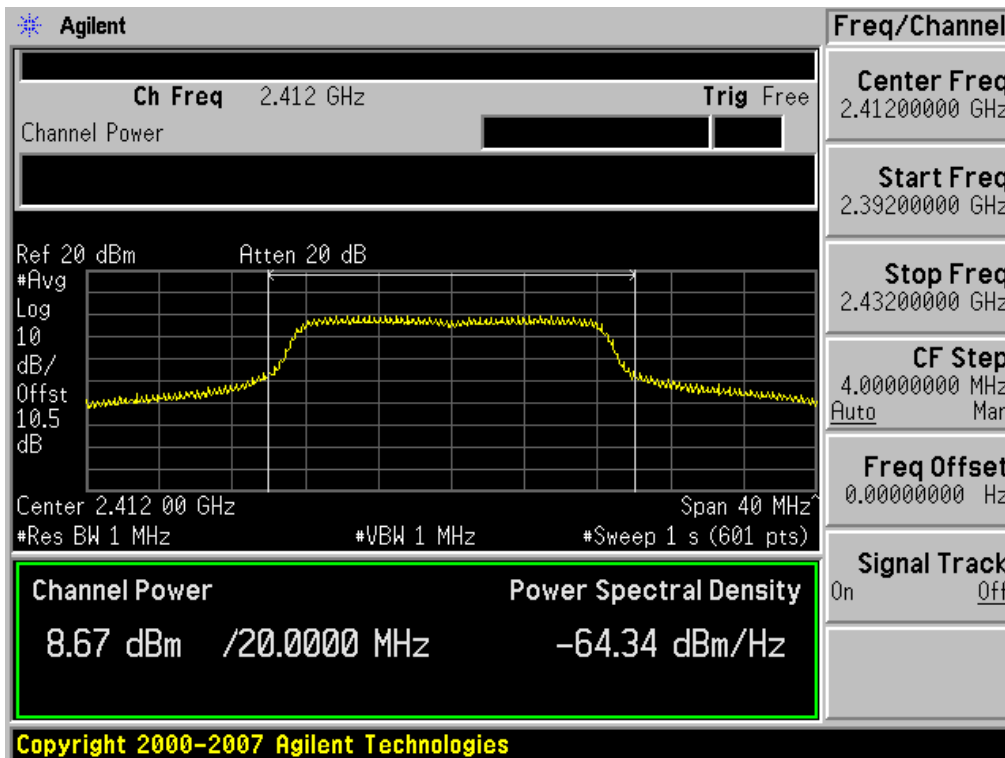 Agilent
Freq/Channel
Ch Freq 2.412 GHz Trig Free
Channel Power
Center Freq
2.41200000 GHz
Start Freq
2.39200000 GHz
Stop Freq
2.43200000 GHz
CF Step
4.00000000 MHz
Auto Man
Freq Offset
0.00000000 Hz
Signal Track
On Off
Ref 20 dBm Atten 20 dB
#Avg
Log
10
dB/
Offst
10.5
dB
Center 2.412 00 GHz Span 40 MHz^
#Res BW 1 MHz #VBW 1 MHz #Sweep 1 s (601 pts)
Channel Power Power Spectral Density
8.67 dBm /20.0000 MHz -64.34 dBm/Hz
Copyright 2000-2007 Agilent Technologies